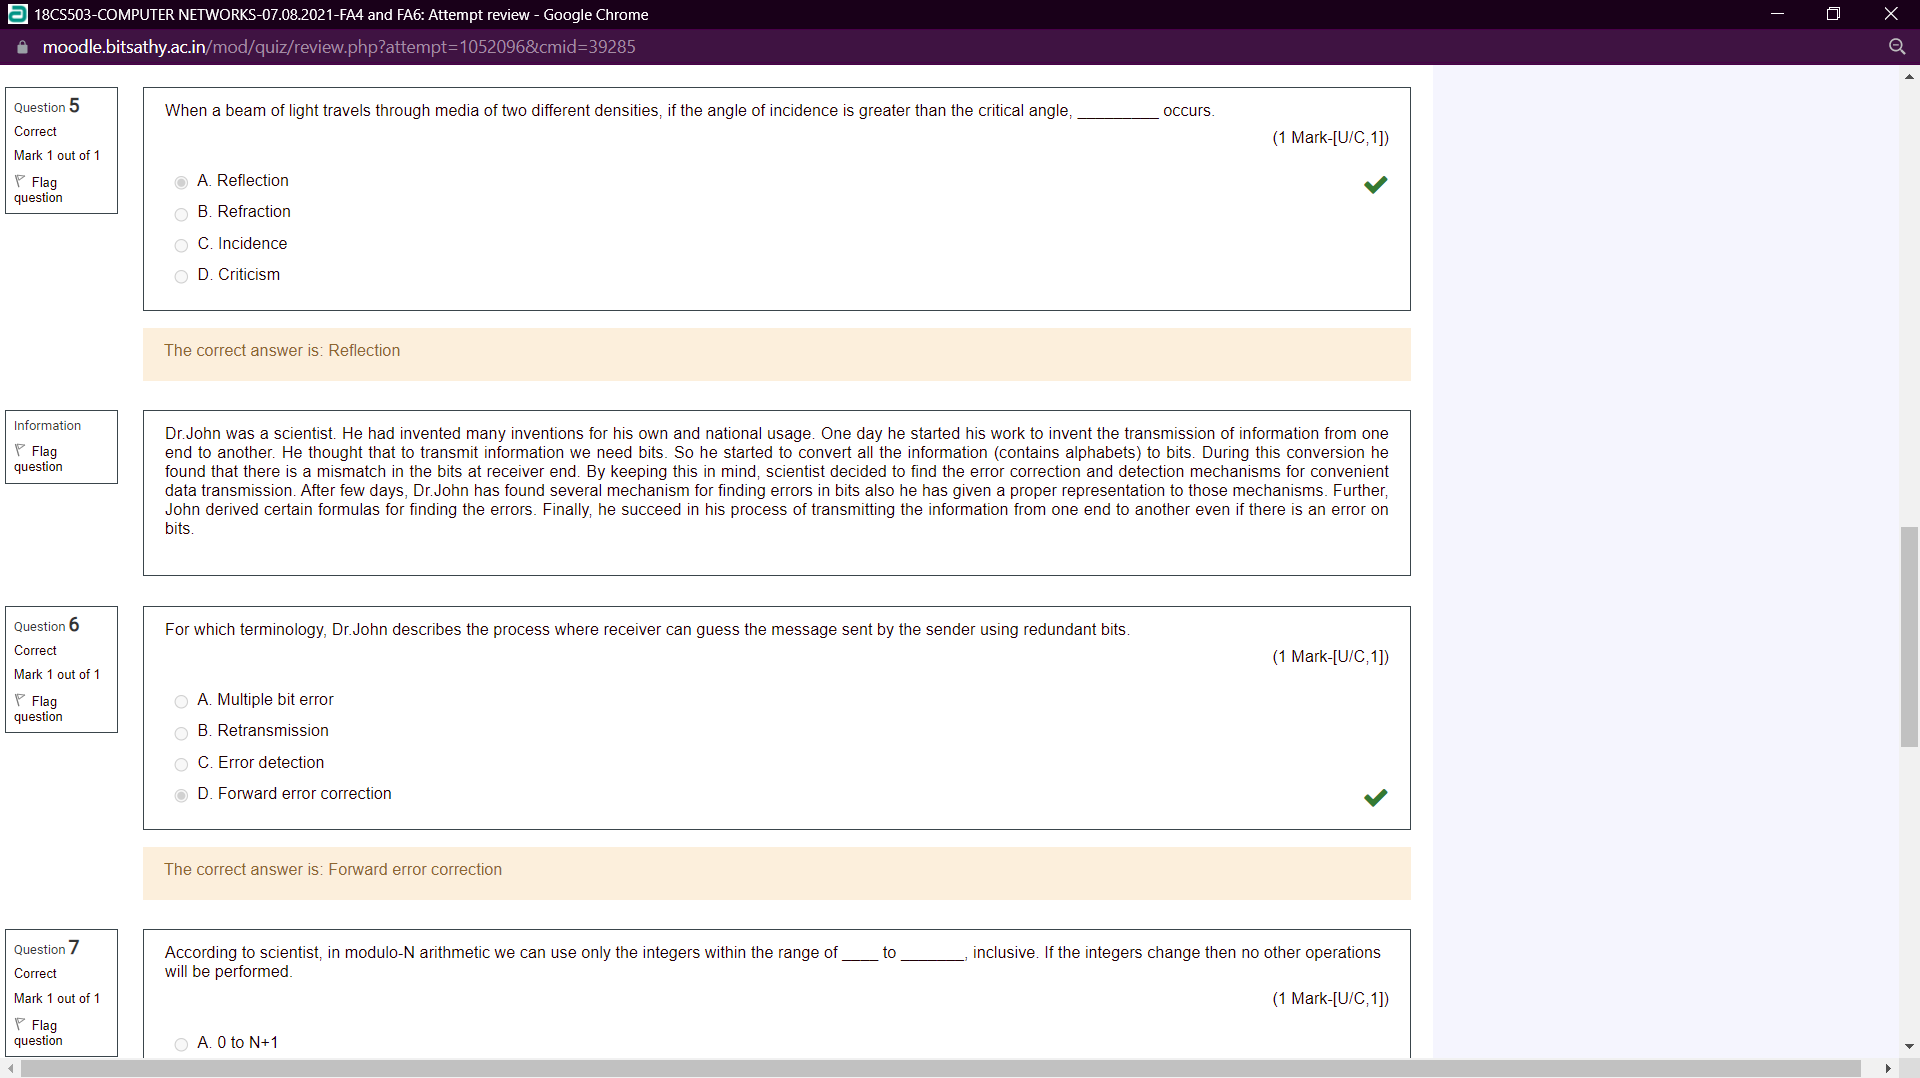 18CS503-COMPUTER NETWORKS-07.08.2021-FA4 and FA6: Attempt review - Google Chrome
moodle.bitsathy.ac.in/mod/quiz/review.php?attempt=1052096&cmid=39285
Question 5
Correct
Mark 1 out of 1
Flag
question
When a beam of light travels through media of two different densities, if the angle of incidence is greater than the critical angle, _________ occurs.
(1 Mark-[U/C,1])
A. Reflection
B. Refraction
C. Incidence
D. Criticism
The correct answer is: Reflection
Information
Flag
question
Dr.John was a scientist. He had invented many inventions for his own and national usage. One day he started his work to invent the transmission of information from one
end to another. He thought that to transmit information we need bits. So he started to convert all the information (contains alphabets) to bits. During this conversion he
found that there is a mismatch in the bits at receiver end. By keeping this in mind, scientist decided to find the error correction and detection mechanisms for convenient
data transmission. After few days, Dr.John has found several mechanism for finding errors in bits also he has given a proper representation to those mechanisms. Further,
John derived certain formulas for finding the errors. Finally, he succeed in his process of transmitting the information from one end to another even if there is an error on
bits.
Question 6
Correct
Mark 1 out of 1
Flag
question
For which terminology, Dr.John describes the process where receiver can guess the message sent by the sender using redundant bits.
(1 Mark-[U/C,1])
A. Multiple bit error
B. Retransmission
C. Error detection
D. Forward error correction
The correct answer is: Forward error correction
Question 7
Correct
Mark 1 out of 1
Flag
question
According to scientist, in modulo-N arithmetic we can use only the integers within the range of ____ to _______, inclusive. If the integers change then no other operations
will be performed.
(1 Mark-[U/C,1])
A. 0 to N+1